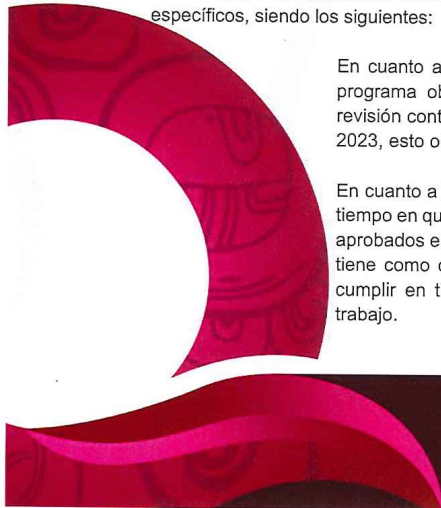 específicos, siendo los siguientes:
En cuanto a
programa ob
revisión cont
2023, esto o
En cuanto a
tiempo en qu
aprobados e
tiene como o
cumplir en t
trabajo.